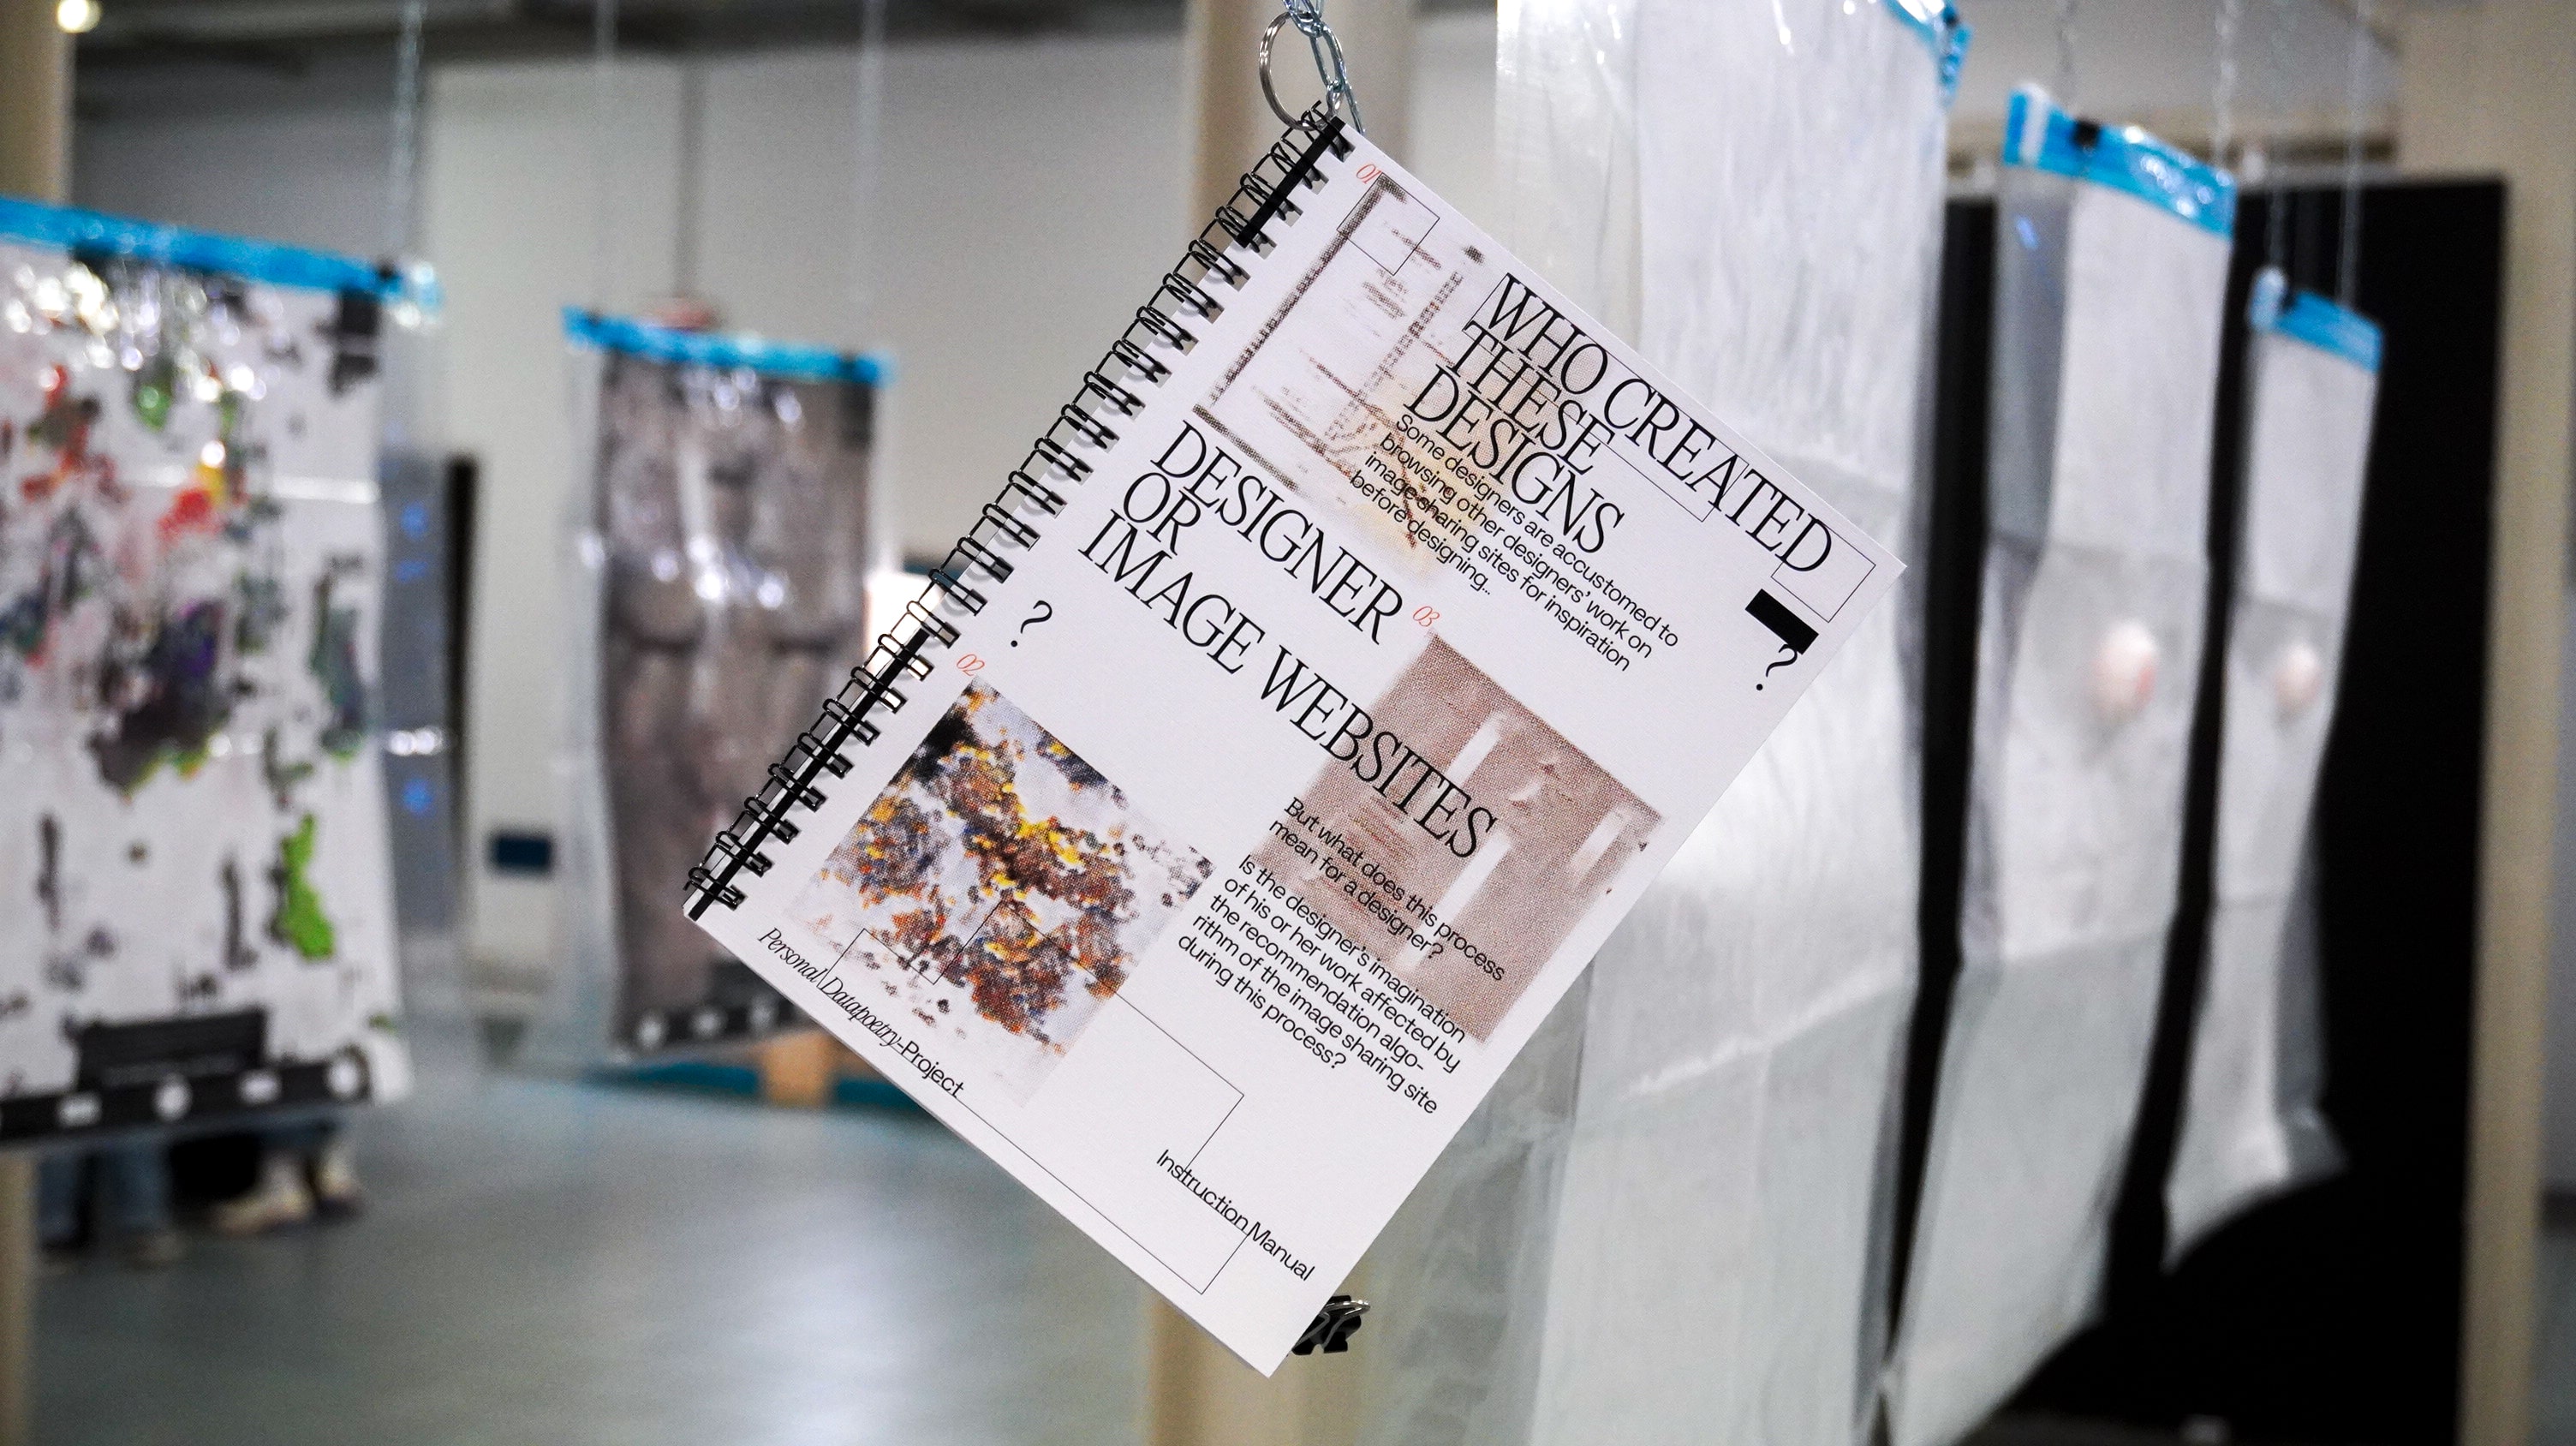 01
WHO CREATED
THESE
DESIGNS
?
Some designers are accustomed to
browsing other designers' work on
image-sharing sites for inspiration
before designing...
DESIGNER
OR
IMAGE WEBSITES
?
03
02
But what does this process
mean for a designer?
Is the designer's imagination
of his or her work affected by
the recommendation algo-
rithm of the image sharing site
during this process?
Personal Datapoetry-Project
Instruction Manual